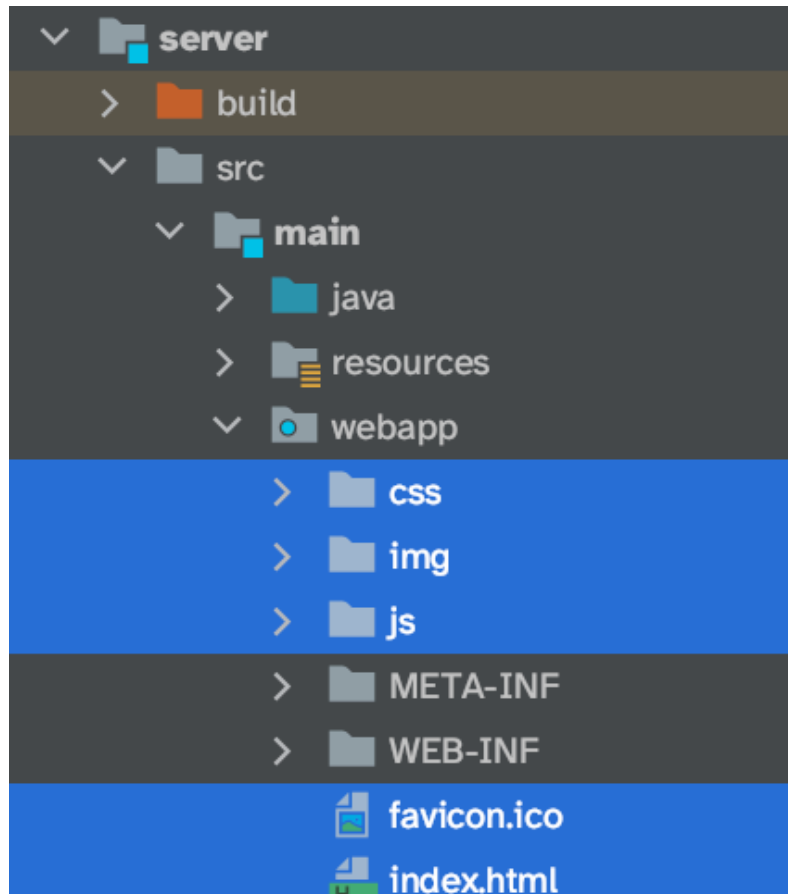 server
build
src
main
java
resources
webapp
css
img
js
META-INF
WEB-INF
favicon.ico
index.html